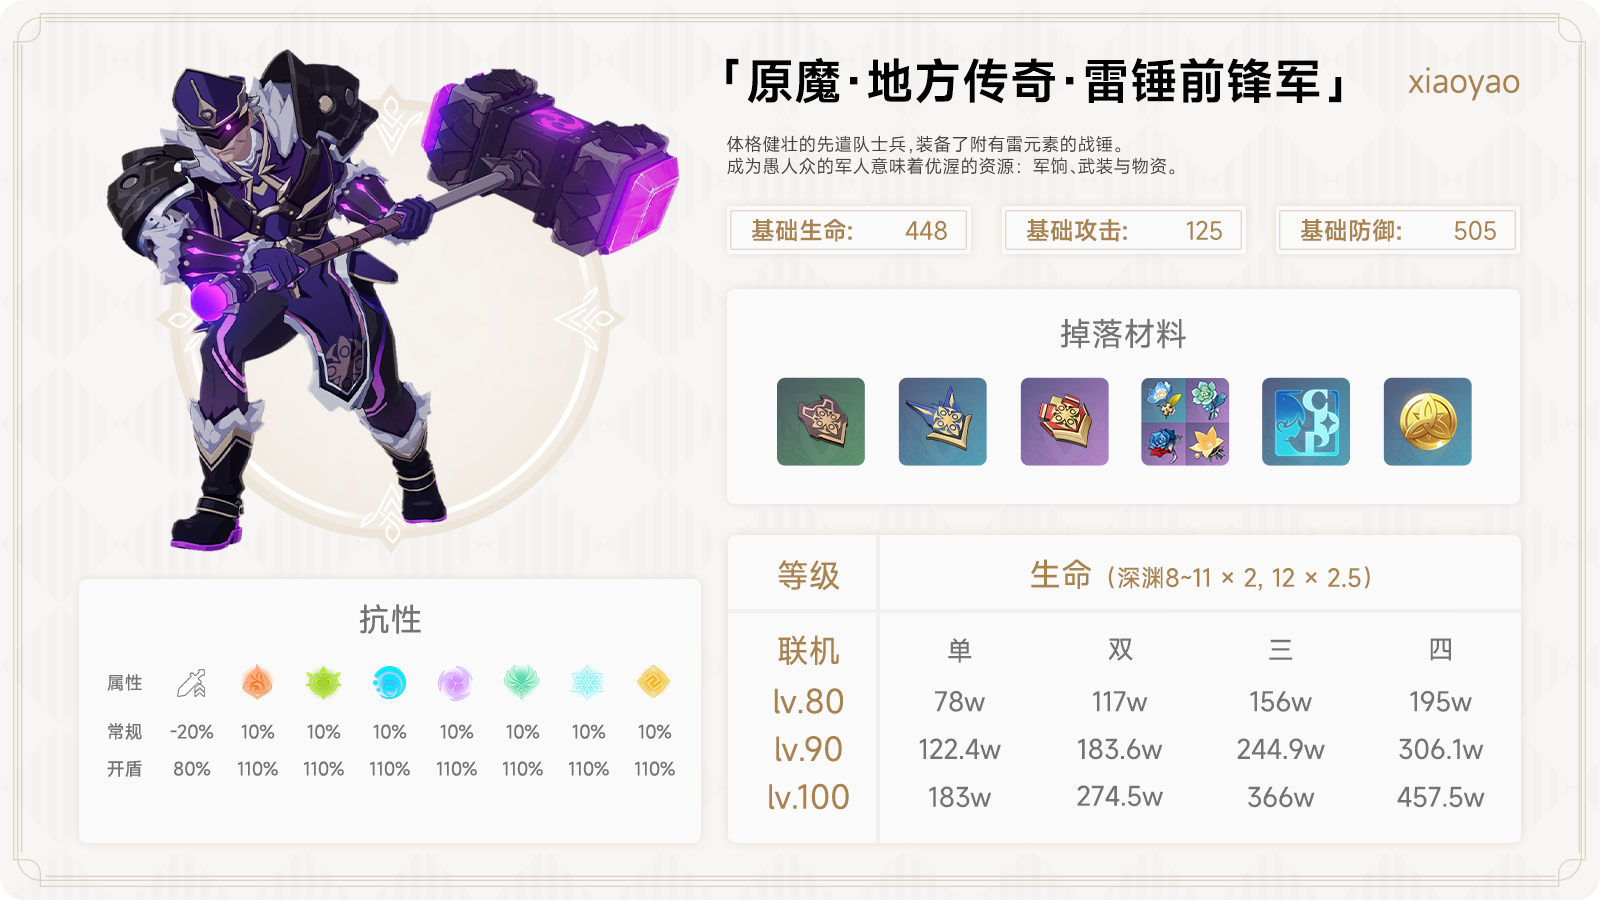 「原魔·地方传奇·雷锤前锋军」
xiaoyao
体格健壮的先遣队士兵,装备了附有雷元素的战锤。
成为愚人众的军人意味着优渥的资源：军饷、武装与物资。
基础生命: 448
基础攻击: 125
基础防御: 505
掉落材料
抗性
属性
常规 -20% 10% 10% 10% 10% 10% 10% 10%
开盾 80% 110% 110% 110% 110% 110% 110% 110%
等级 生命（深渊8~11 × 2, 12 × 2.5）
联机 单 双 三 四
lv.80 78w 117w 156w 195w
lv.90 122.4w 183.6w 244.9w 306.1w
lv.100 183w 274.5w 366w 457.5w